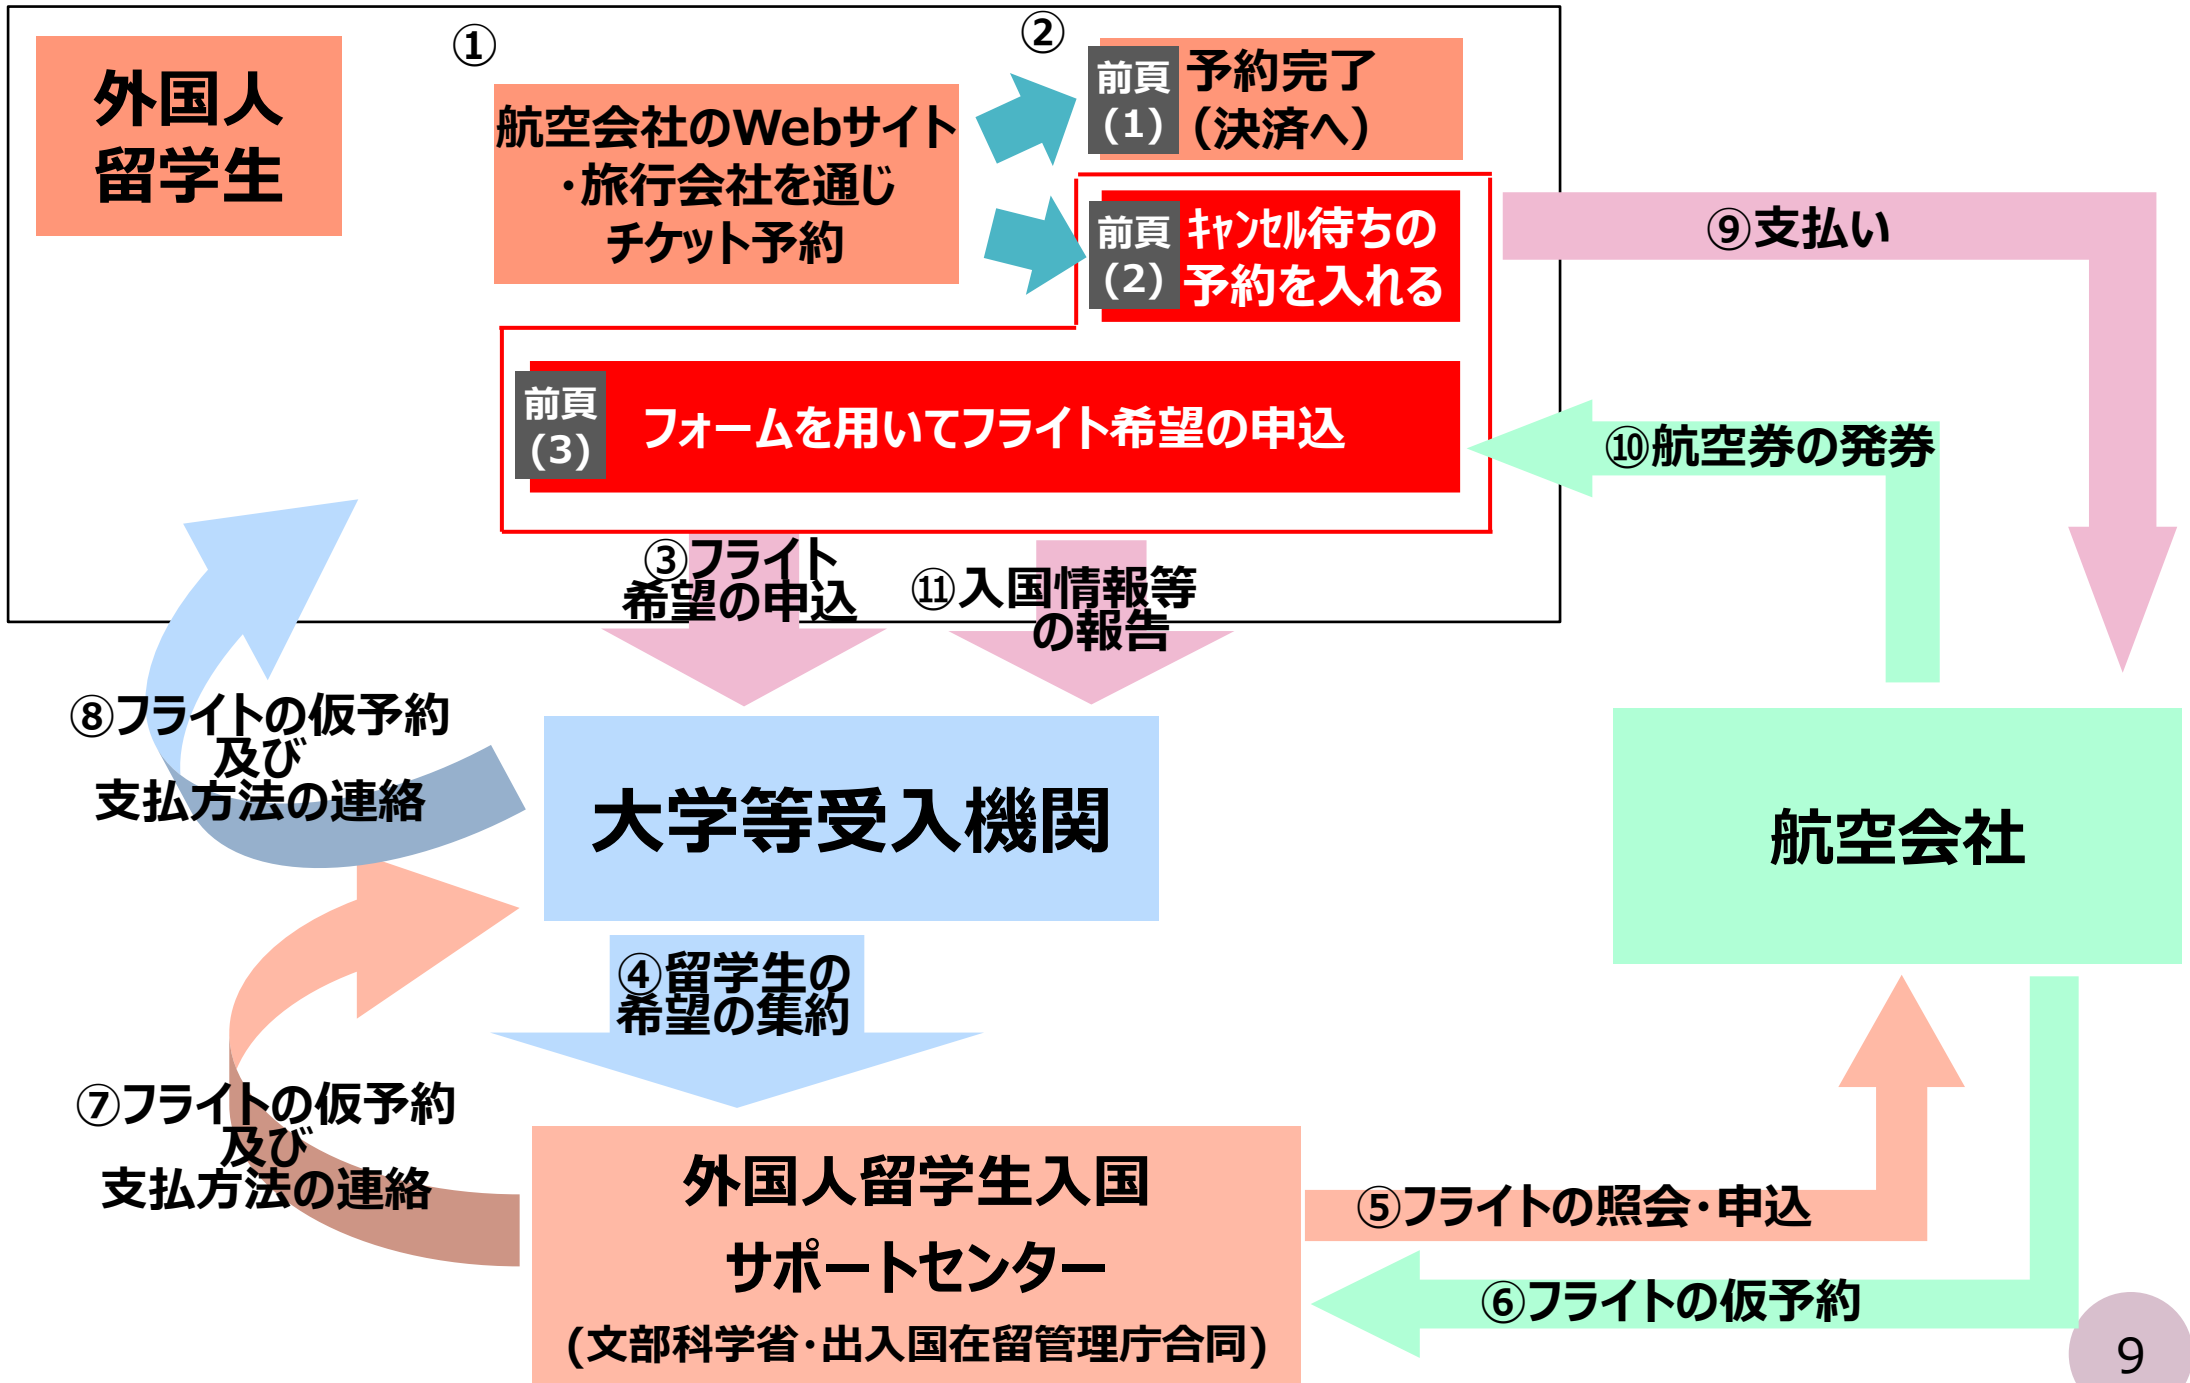 外国人
留学生
①
航空会社のWebサイト
・旅行会社を通じ
チケット予約
②
前頁
(1)
予約完了
（決済へ）
前頁
(2)
ｷｬﾝｾﾙ待ちの
予約を入れる
前頁
(3)
フォームを用いてフライト希望の申込
⑨支払い
⑩航空券の発券
③フライト
希望の申込
⑪入国情報等
の報告
⑧フライトの仮予約
及び
支払方法の連絡
大学等受入機関
航空会社
④留学生の
希望の集約
⑦フライトの仮予約
及び
支払方法の連絡
外国人留学生入国
サポートセンター
(文部科学省・出入国在留管理庁合同)
⑤フライトの照会・申込
⑥フライトの仮予約
9